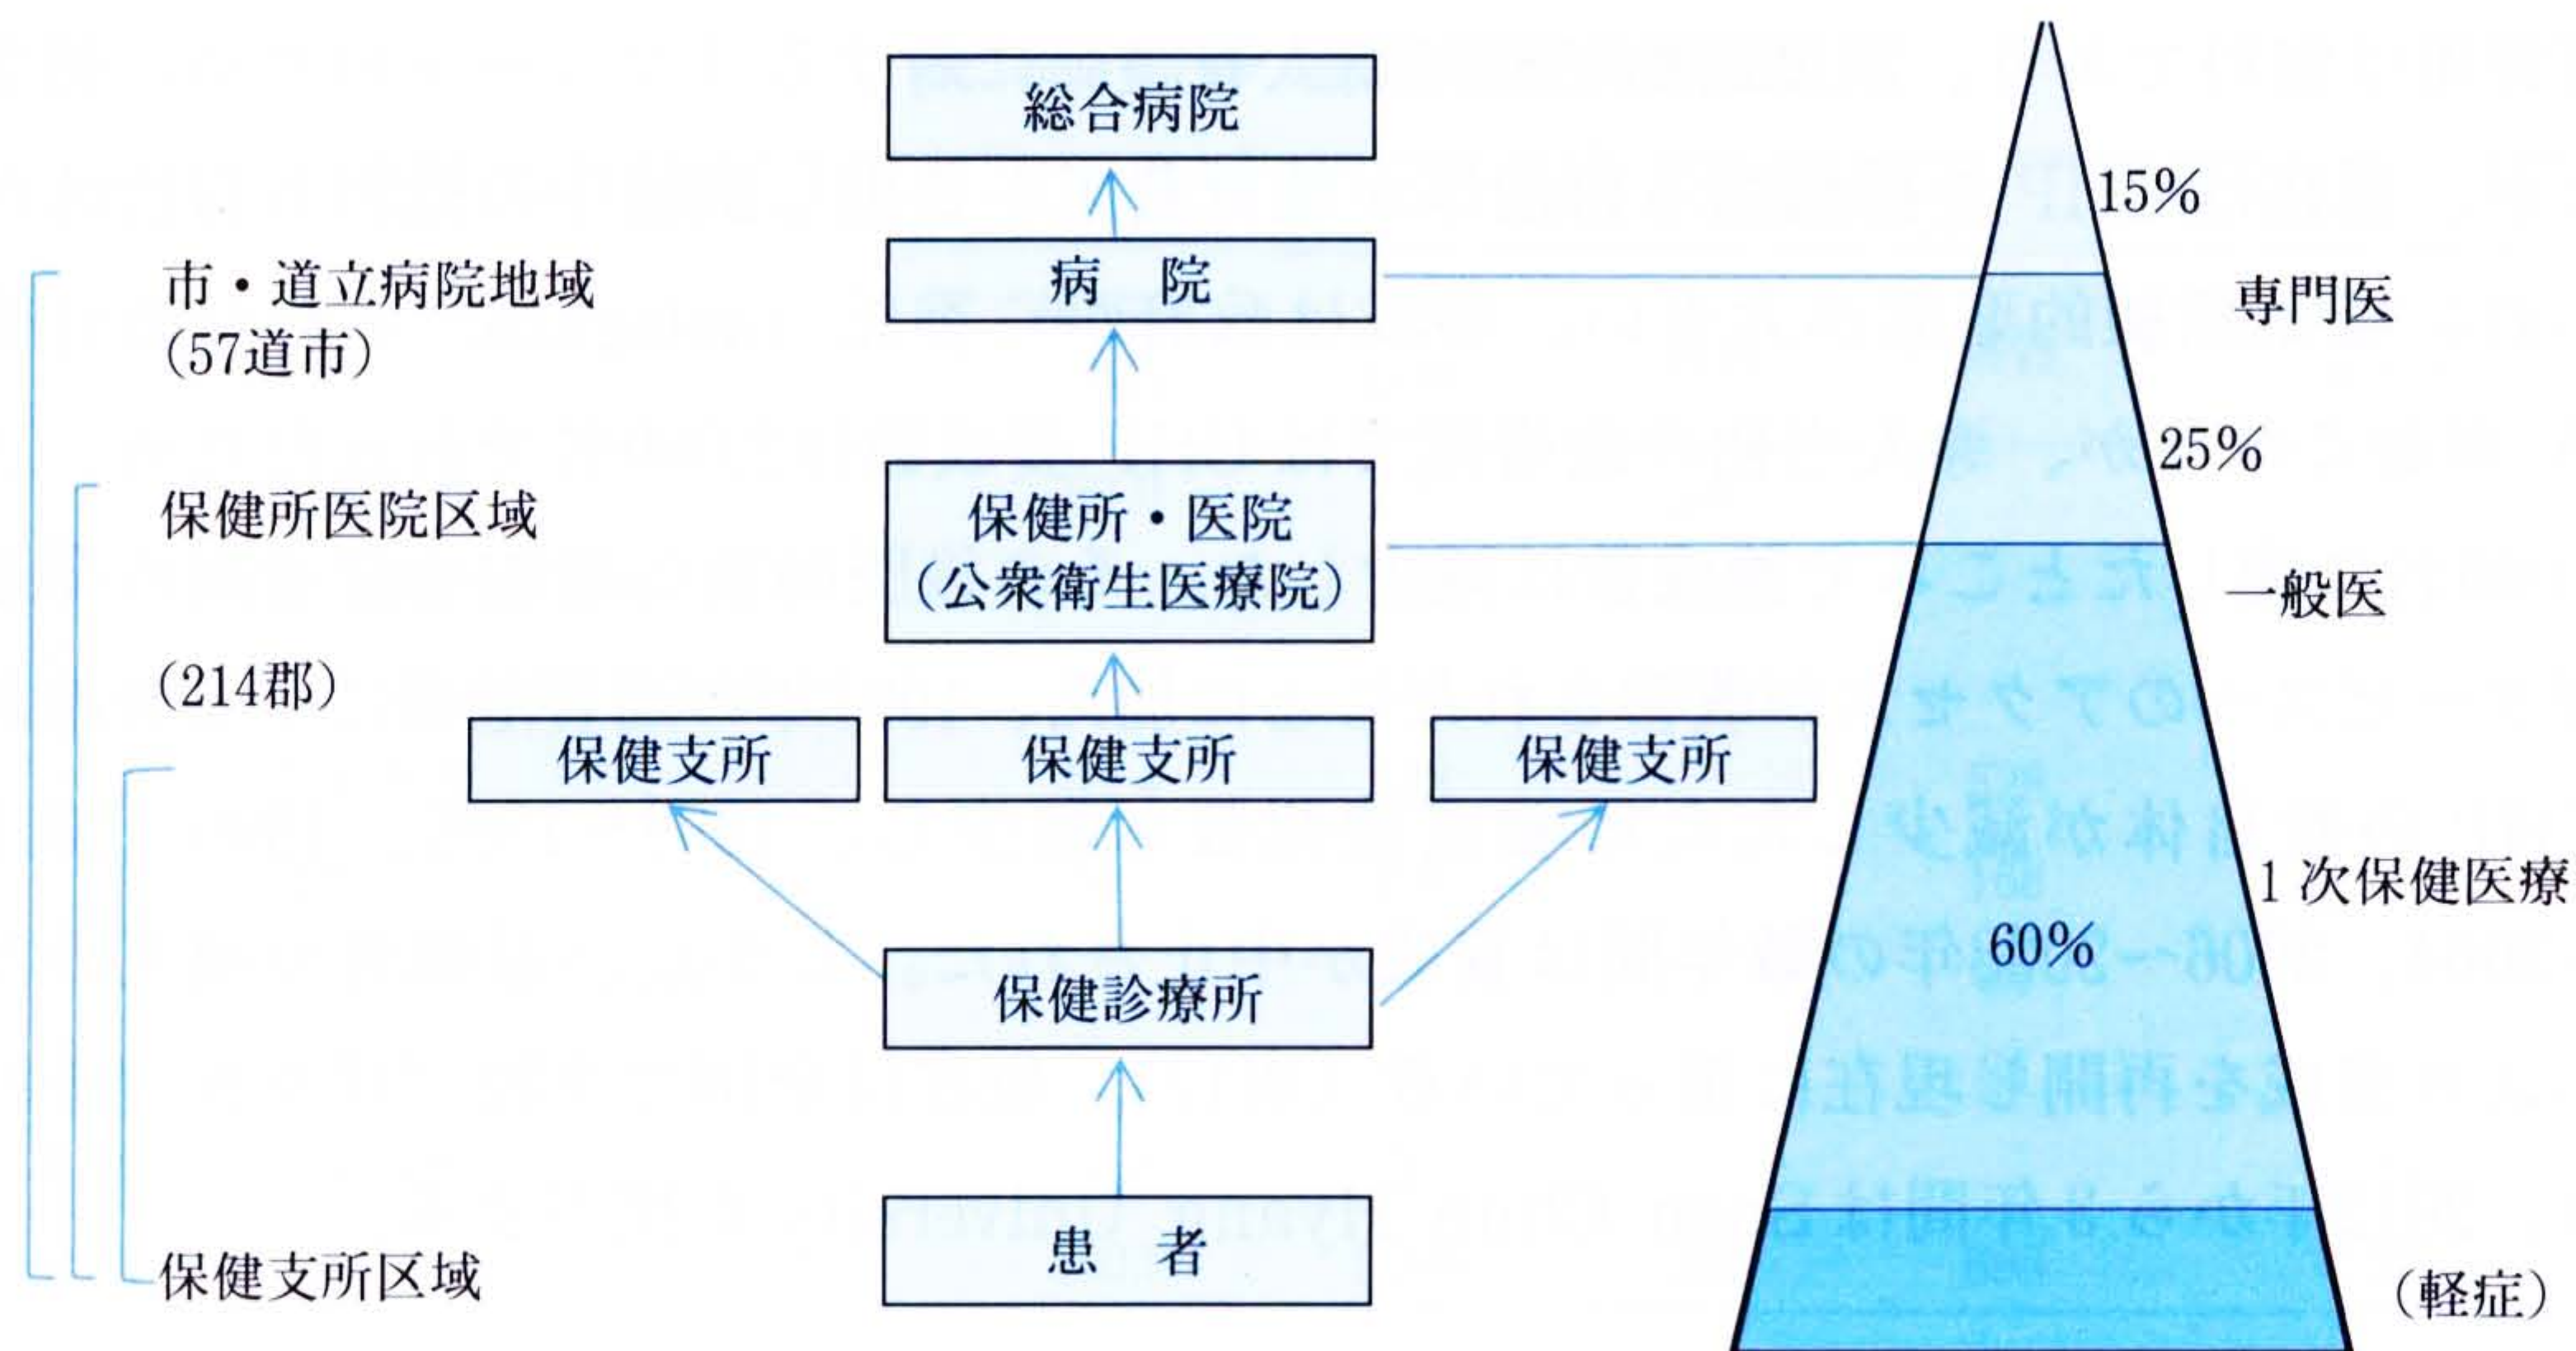 総合病院
15%
市・道立病院地域
(57道市)
病 院
専門医
25%
保健所医院区域
保健所・医院
(公衆衛生医療院)
一般医
(214郡)
保健支所
保健支所
保健支所
1次保健医療
60%
保健診療所
保健支所区域
患 者
(軽症)